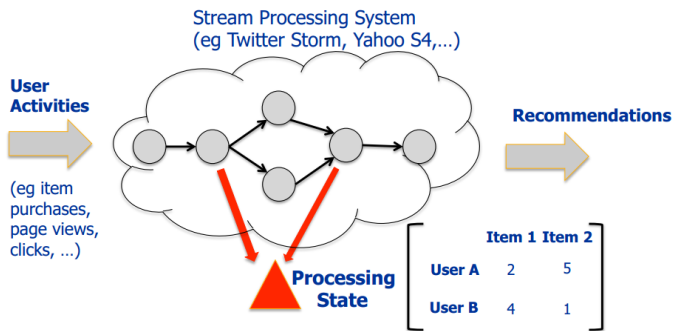 Stream Processing System
(eg Twitter Storm, Yahoo S4,...)
User
Activities
(eg item
purchases,
page views,
clicks, ...)
Recommendations
Processing
State
Item 1 Item 2
User A 2 5
User B 4 1